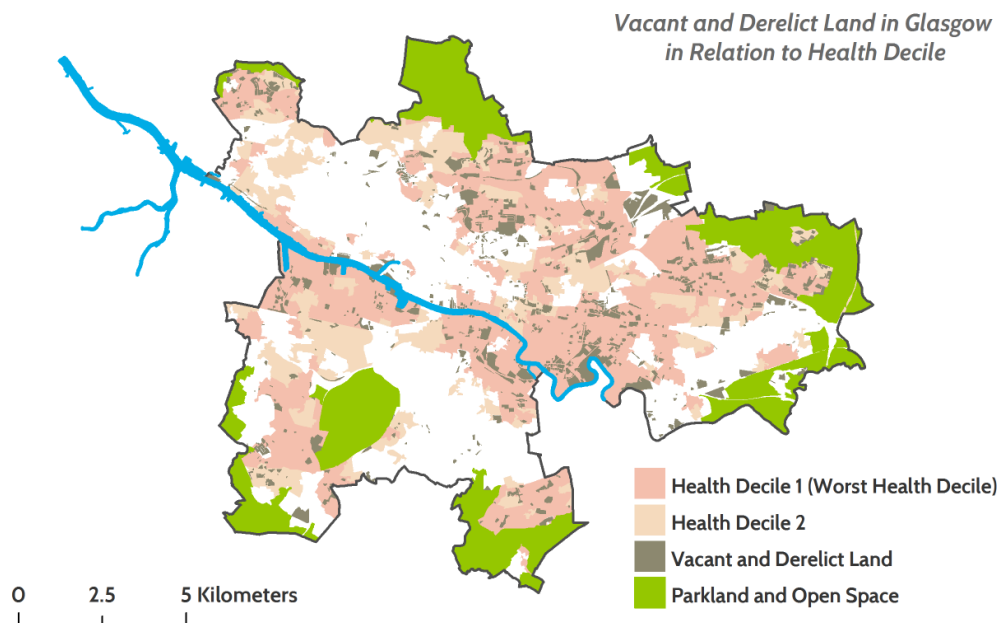 Vacant and Derelict Land in Glasgow
in Relation to Health Decile
Health Decile 1 (Worst Health Decile)
Health Decile 2
Vacant and Derelict Land
Parkland and Open Space
0 2.5 5 Kilometers